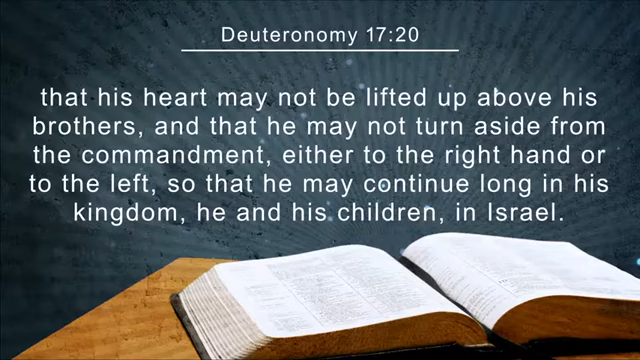 Deuteronomy 17:20
that his heart may not be lifted up above his
brothers, and that he may not turn aside from
the commandment, either to the right hand or
to the left, so that he may continue long in his
kingdom, he and his children, in Israel.